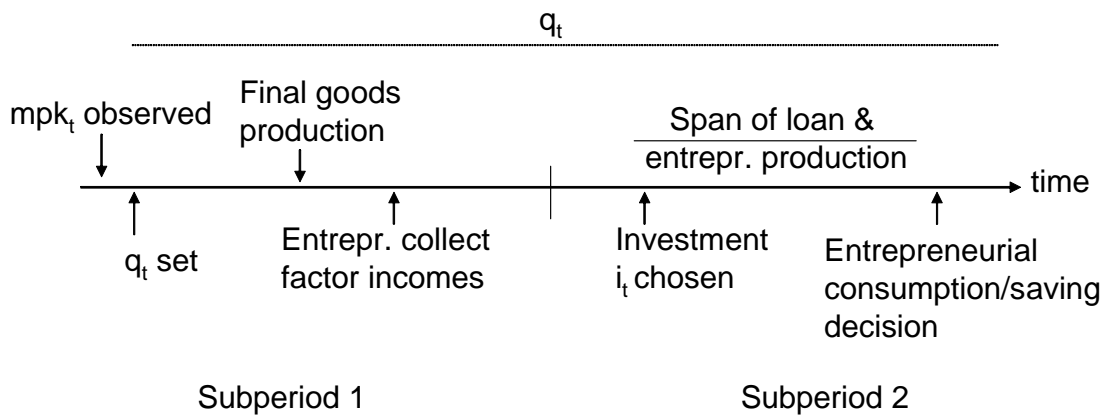 q_t
Final goods
production
mpk_t observed
Span of loan &
entrepr. production
time
q_t set
Entrepr. collect
factor incomes
Investment
i_t chosen
Entrepreneurial
consumption/saving
decision
Subperiod 1
Subperiod 2